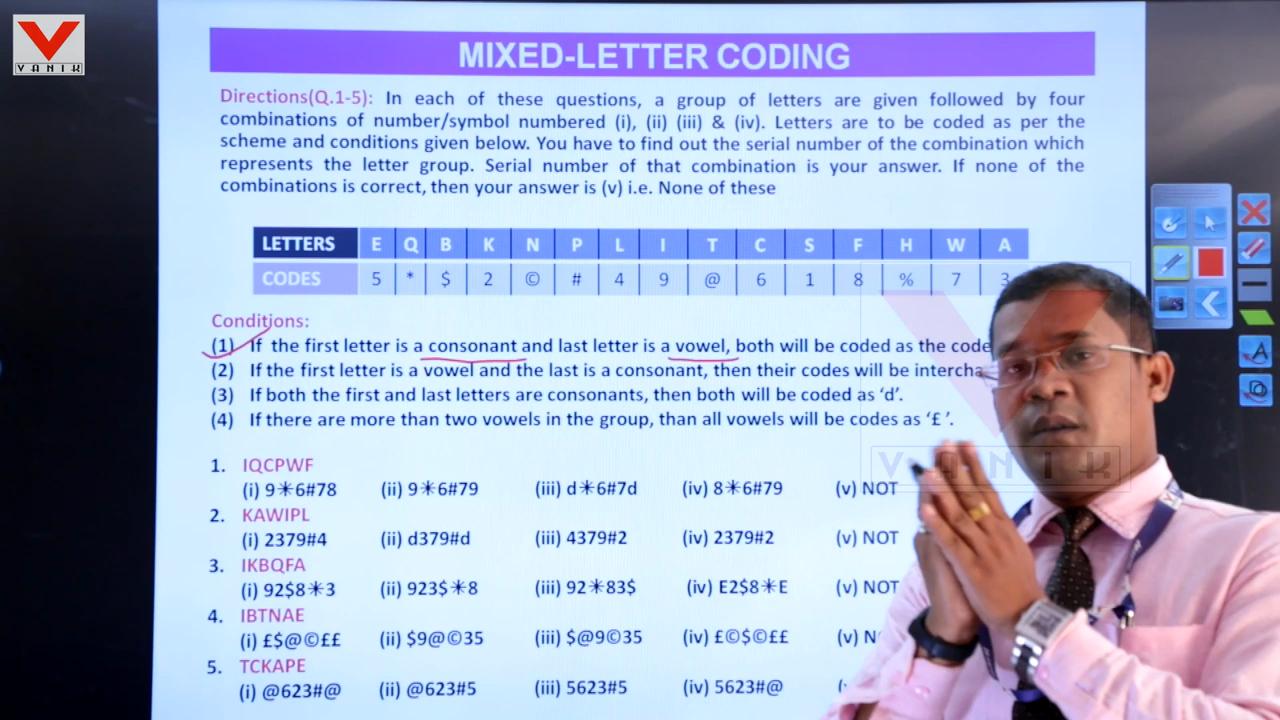 VANIK
MIXED-LETTER CODING
Directions(Q.1-5): In each of these questions, a group of letters are given followed by four
combinations of number/symbol numbered (i), (ii) (iii) & (iv). Letters are to be coded as per the
scheme and conditions given below. You have to find out the serial number of the combination which
represents the letter group. Serial number of that combination is your answer. If none of the
combinations is correct, then your answer is (v) i.e. None of these
LETTERS E Q B K N P L I T C S F H W A
CODES 5 * $ 2 © # 4 9 @ 6 1 8 % 7 3
Conditions:
(1) If the first letter is a consonant and last letter is a vowel, both will be coded as the code
(2) If the first letter is a vowel and the last is a consonant, then their codes will be
(3) If both the first and last letters are consonants, then both will be coded as ‘d’.
(4) If there are more than two vowels in the group, than all vowels will be codes as ‘£ ’.
VANIK
1. IQCPWF
(i) 9✳6#78 (ii) 9✳6#79 (iii) d✳6#7d (iv) 8✳6#79 (v) NOT
2. KAWIPL
(i) 2379#4 (ii) d379#d (iii) 4379#2 (iv) 2379#2 (v) NOT
3. IKBQFA
(i) 92$8✳3 (ii) 923$✳8 (iii) 92✳83$ (iv) E2$8✳E (v) NOT
4. IBTNAE
(i) £$@©££ (ii) $9@©35 (iii) $@9©35 (iv) £©$©££ (v)
5. TCKAPE
(i) @623#@ (ii) @623#5 (iii) 5623#5 (iv) 5623#@